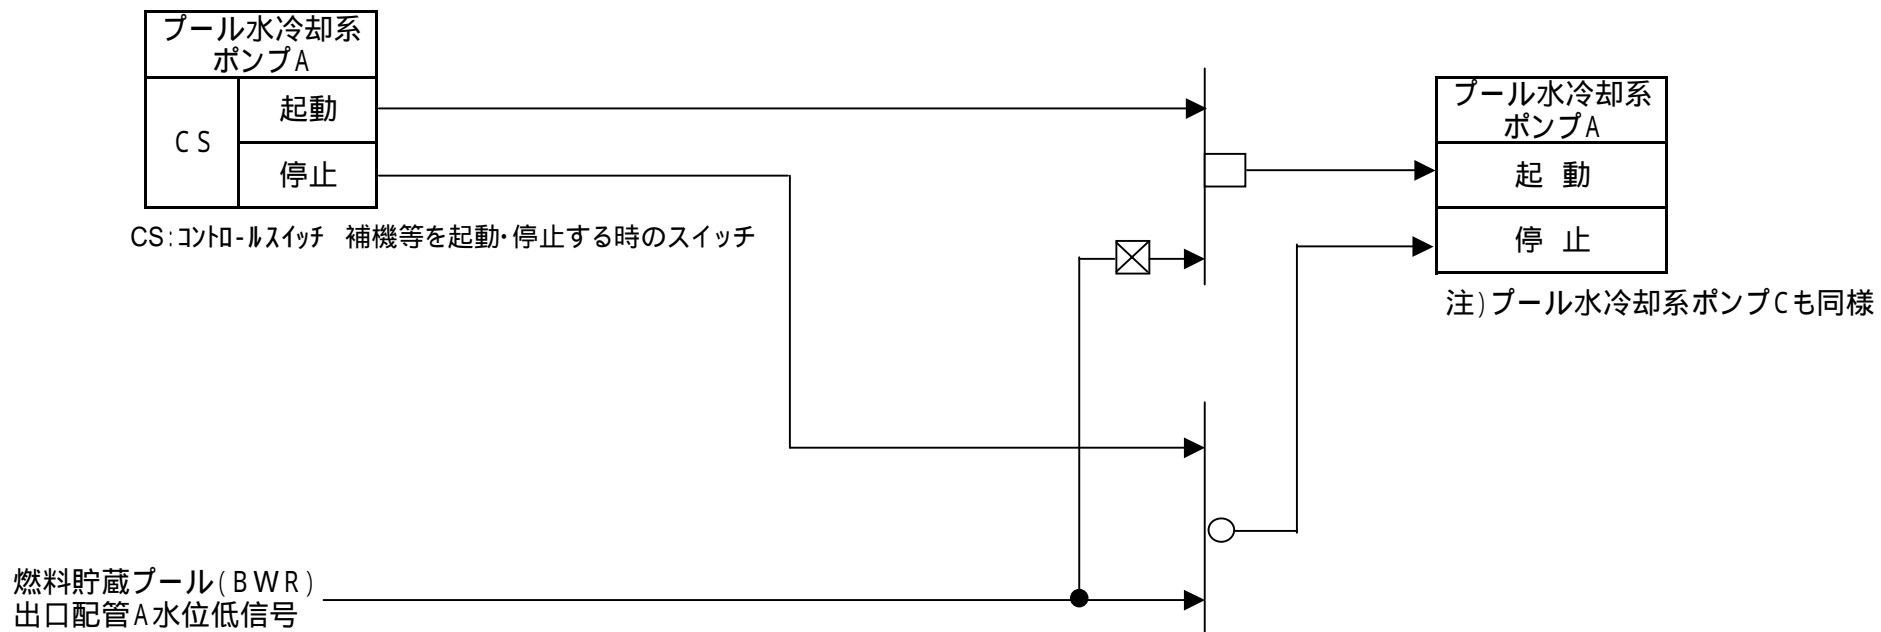 プール水冷却系
ポンプA
CS
起動
停止
CS:ｺﾝﾄﾛ-ﾙｽｲｯﾁ 補機等を起動・停止する時のスイッチ
プール水冷却系
ポンプA
起 動
停 止
注)プール水冷却系ポンプCも同様
燃料貯蔵プール(BWR)
出口配管A水位低信号